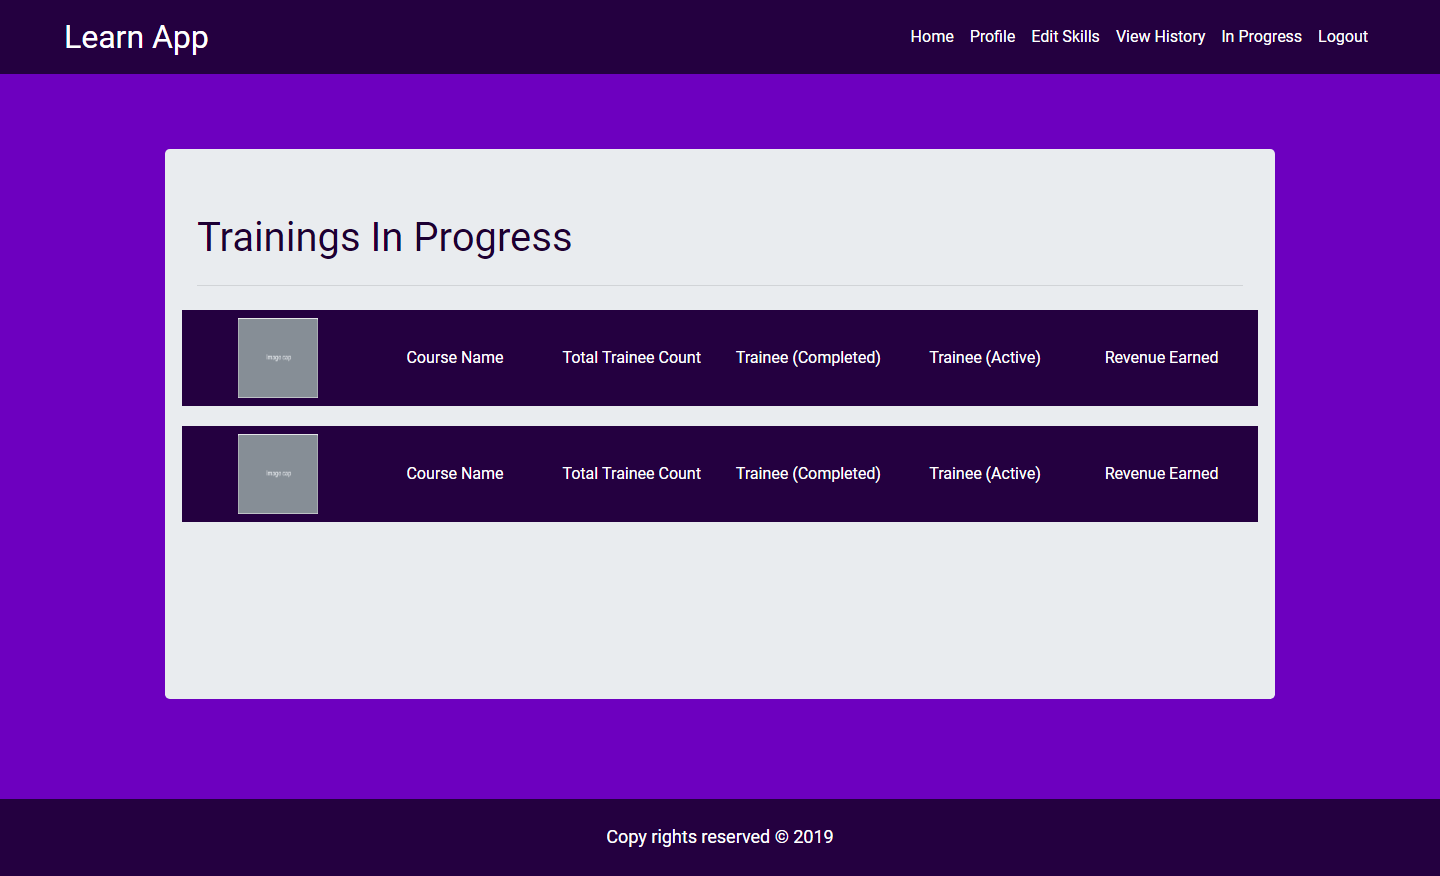 Learn App Home Profile Edit Skills View History In Progress Logout
Trainings In Progress
Image cap Course Name Total Trainee Count Trainee (Completed) Trainee (Active) Revenue Earned
Image cap Course Name Total Trainee Count Trainee (Completed) Trainee (Active) Revenue Earned
Copy rights reserved © 2019